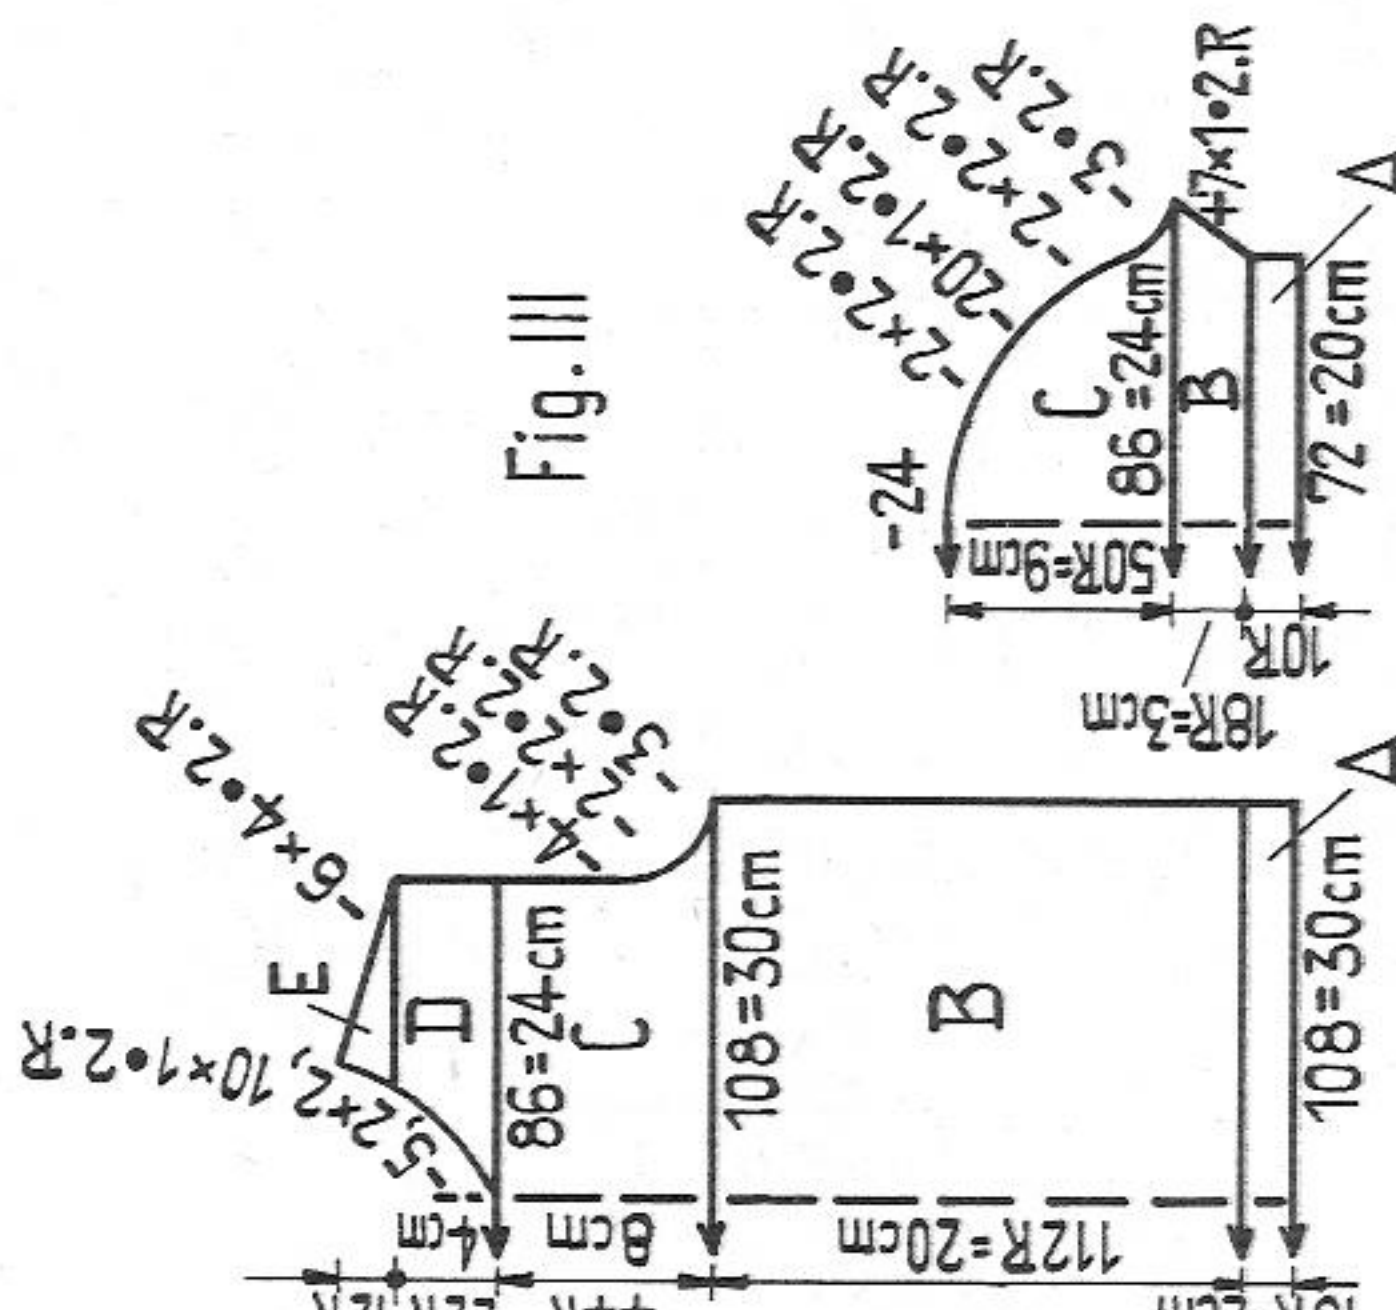 Fig. III
-3•2.R
-2×2•2.R
-20×1•2.R
-2×2•2.R
-24
+7×1•2.R
C
86=24cm
B
A
72=20cm
50R=9cm
18R=3cm
10R
-6×4•2.R
-4×1•2.R
-2×2•2.R
-3•2.R
E
-5, 2×2, 10×1•2.R
D
86=24cm
C
108=30cm
B
A
108=30cm
4cm
8cm
112R=20cm